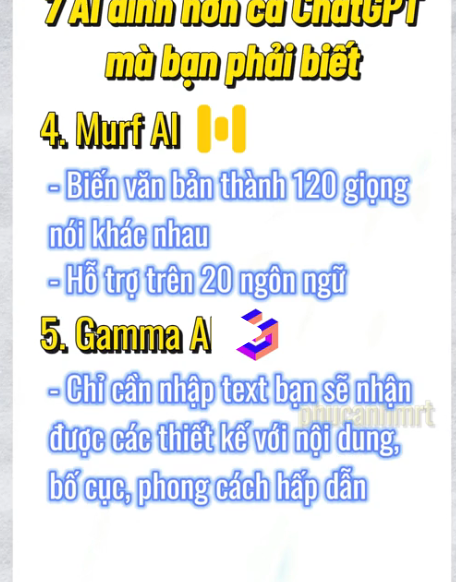 7 AI đỉnh hơn cả ChatGPT
mà bạn phải biết
4. Murf AI
- Biến văn bản thành 120 giọng
nói khác nhau
- Hỗ trợ trên 20 ngôn ngữ
5. Gamma AI
- Chỉ cần nhập text bạn sẽ nhận
phucanhmrt
được các thiết kế với nội dung,
bố cục, phong cách hấp dẫn